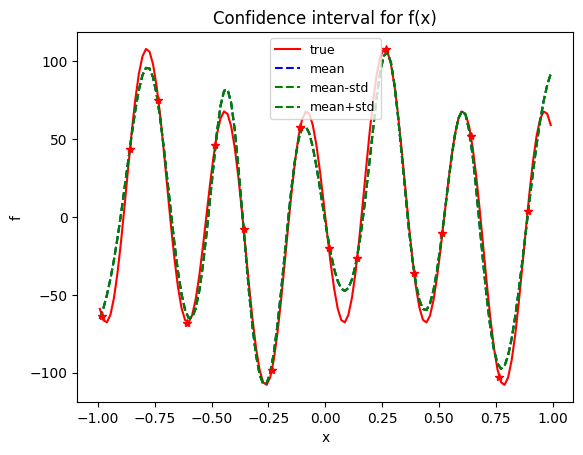 Confidence interval for f(x)
true
mean
mean-std
mean+std
f
100
50
0
−50
−100
−1.00 −0.75 −0.50 −0.25 0.00 0.25 0.50 0.75 1.00
x